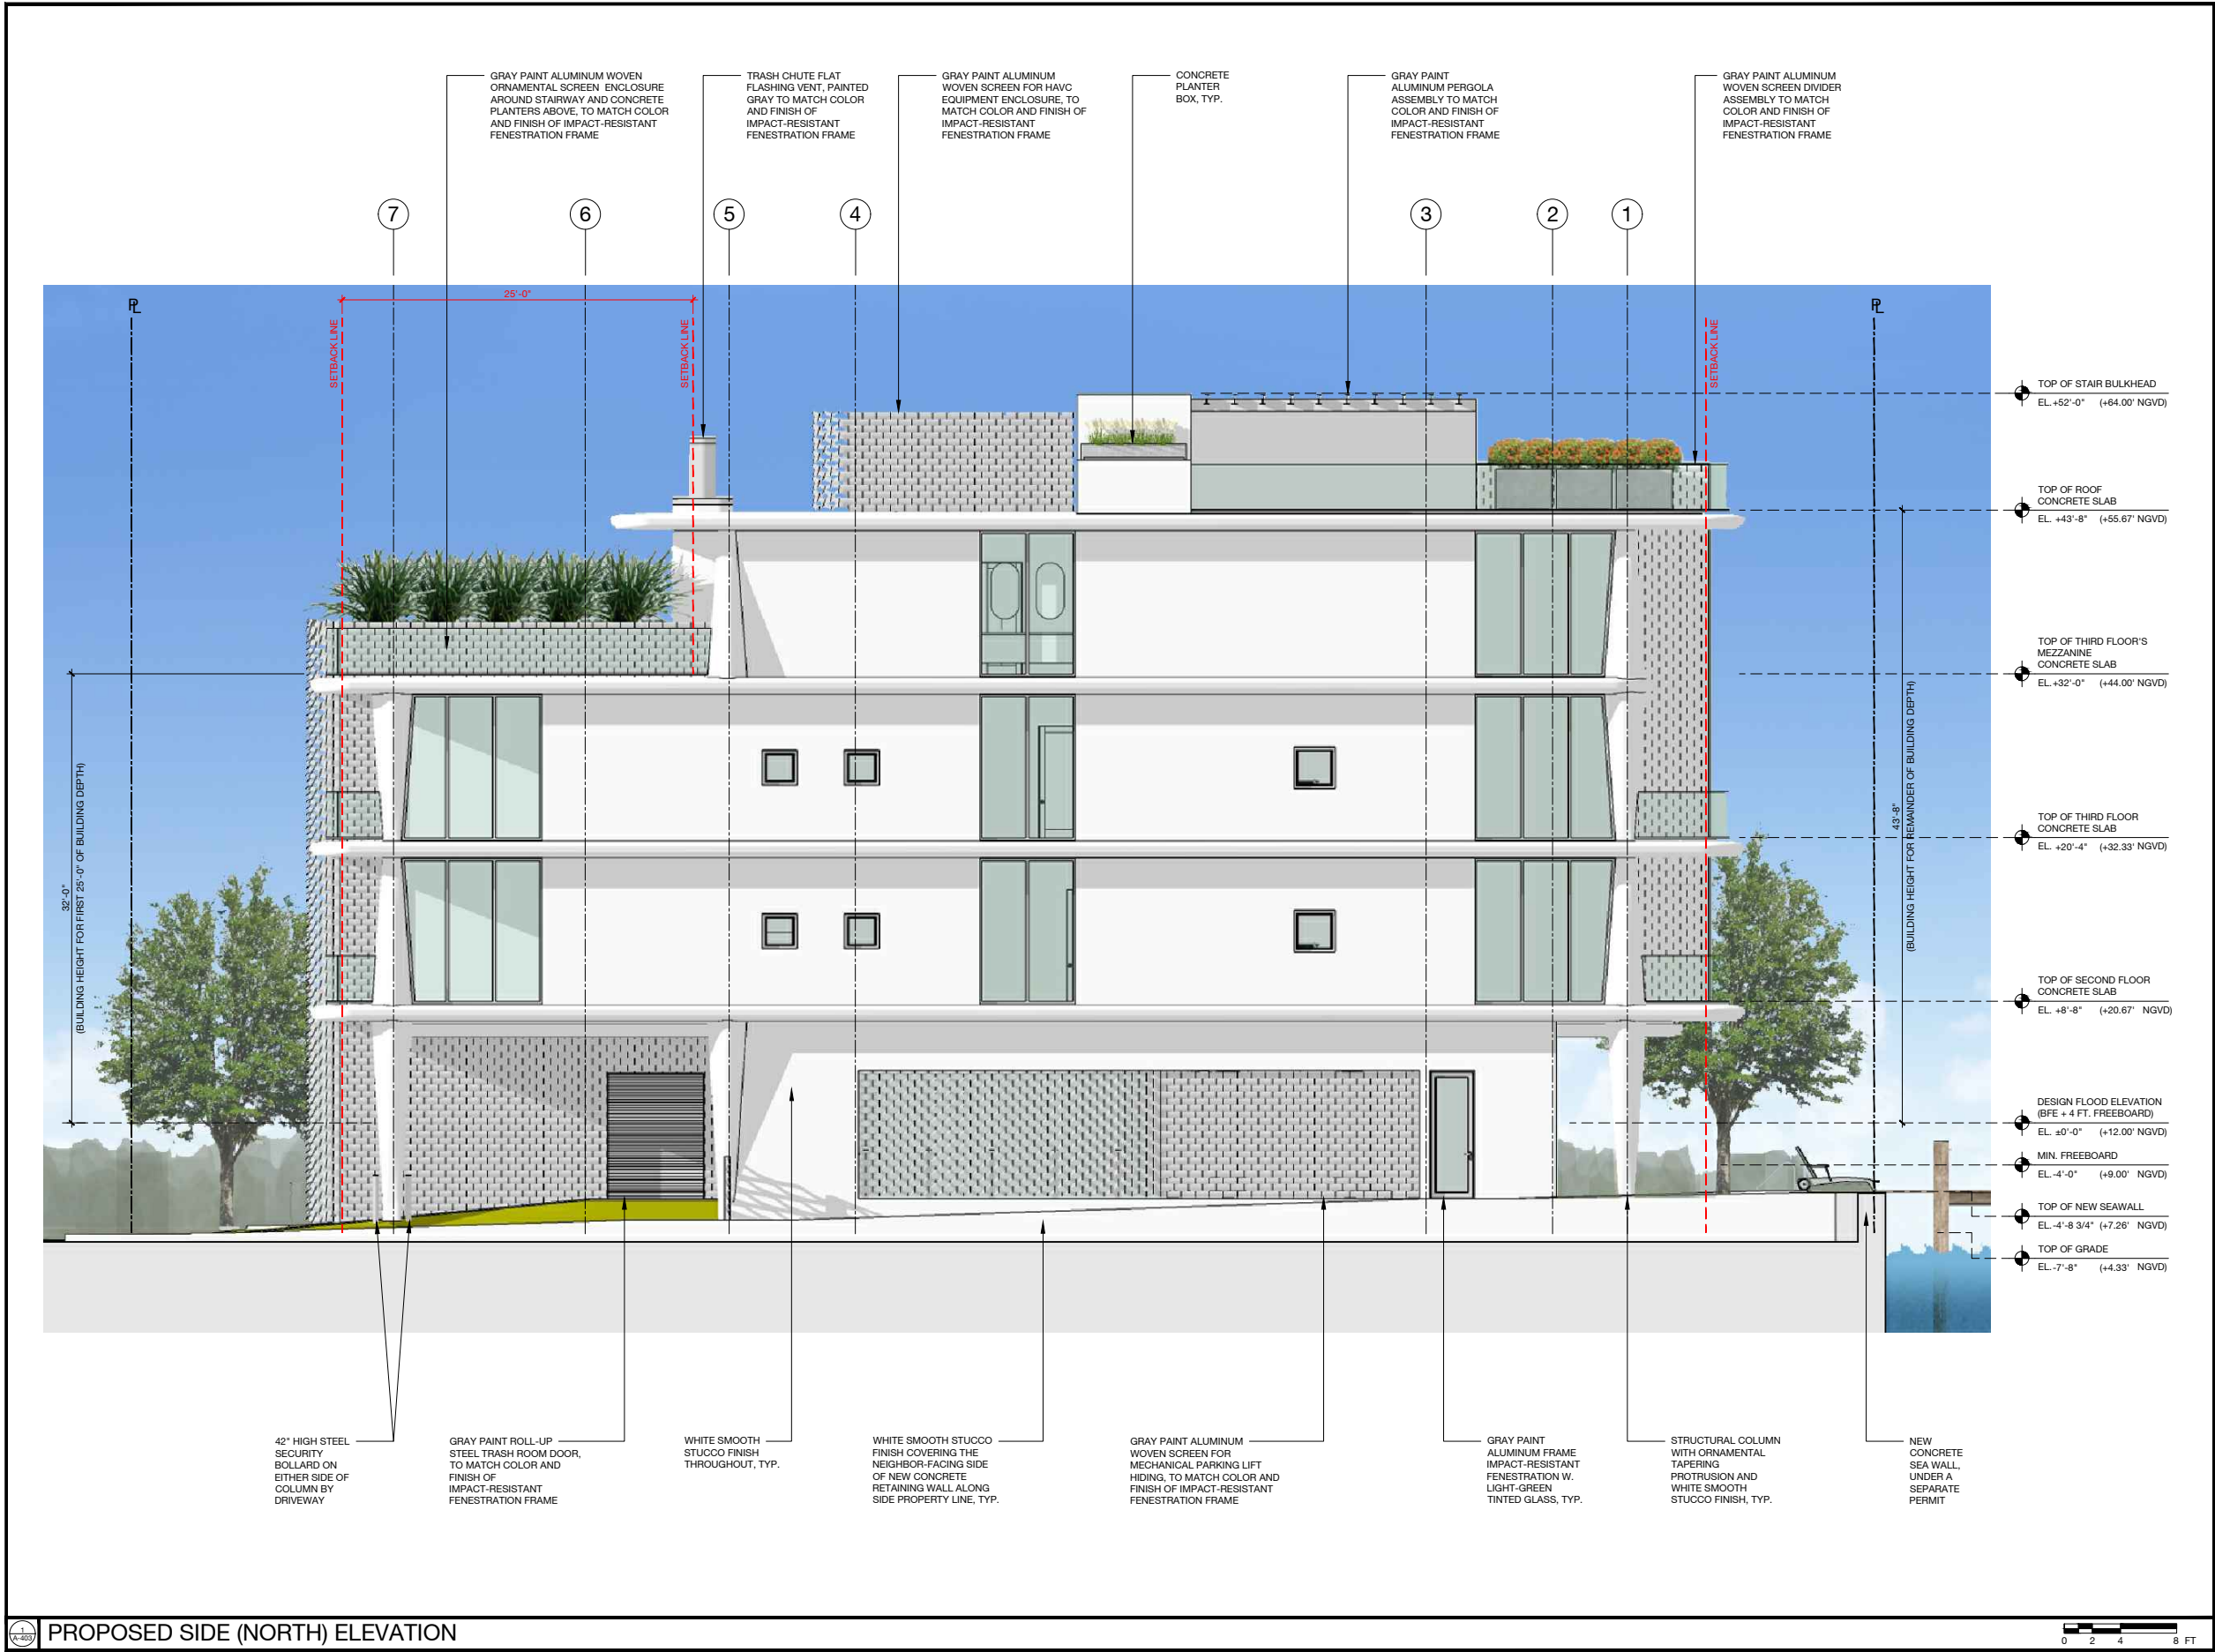 GRAY PAINT ALUMINUM WOVEN
ORNAMENTAL SCREEN ENCLOSURE
AROUND STAIRWAY AND CONCRETE
PLANTERS ABOVE, TO MATCH COLOR
AND FINISH OF IMPACT-RESISTANT
FENESTRATION FRAME
TRASH CHUTE FLAT
FLASHING VENT, PAINTED
GRAY TO MATCH COLOR
AND FINISH OF
IMPACT-RESISTANT
FENESTRATION FRAME
GRAY PAINT ALUMINUM
WOVEN SCREEN FOR HAVC
EQUIPMENT ENCLOSURE, TO
MATCH COLOR AND FINISH OF
IMPACT-RESISTANT
FENESTRATION FRAME
CONCRETE
PLANTER
BOX, TYP.
GRAY PAINT
ALUMINUM PERGOLA
ASSEMBLY TO MATCH
COLOR AND FINISH OF
IMPACT-RESISTANT
FENESTRATION FRAME
GRAY PAINT ALUMINUM
WOVEN SCREEN DIVIDER
ASSEMBLY TO MATCH
COLOR AND FINISH OF
IMPACT-RESISTANT
FENESTRATION FRAME
7
6
5
4
3
2
1
PL
25'-0"
PL
SETBACK LINE
SETBACK LINE
SETBACK LINE
TOP OF STAIR BULKHEAD
EL.+52'-0" (+64.00' NGVD)
TOP OF ROOF
CONCRETE SLAB
EL. +43'-8" (+55.67' NGVD)
TOP OF THIRD FLOOR'S
MEZZANINE
CONCRETE SLAB
EL.+32'-0" (+44.00' NGVD)
TOP OF THIRD FLOOR
CONCRETE SLAB
EL. +20'-4" (+32.33' NGVD)
TOP OF SECOND FLOOR
CONCRETE SLAB
EL. +8'-8" (+20.67' NGVD)
DESIGN FLOOD ELEVATION
(BFE + 4 FT. FREEBOARD)
EL. ±0'-0" (+12.00' NGVD)
MIN. FREEBOARD
EL.-4'-0" (+9.00' NGVD)
TOP OF NEW SEAWALL
EL.-4'-8 3/4" (+7.26' NGVD)
TOP OF GRADE
EL.-7'-8" (+4.33' NGVD)
32'-0"
(BUILDING HEIGHT FOR FIRST 25'-0" OF BUILDING DEPTH)
43'-8"
(BUILDING HEIGHT FOR REMAINDER OF BUILDING DEPTH)
42" HIGH STEEL
SECURITY
BOLLARD ON
EITHER SIDE OF
COLUMN BY
DRIVEWAY
GRAY PAINT ROLL-UP
STEEL TRASH ROOM DOOR,
TO MATCH COLOR AND
FINISH OF
IMPACT-RESISTANT
FENESTRATION FRAME
WHITE SMOOTH
STUCCO FINISH
THROUGHOUT, TYP.
WHITE SMOOTH STUCCO
FINISH COVERING THE
NEIGHBOR-FACING SIDE
OF NEW CONCRETE
RETAINING WALL ALONG
SIDE PROPERTY LINE, TYP.
GRAY PAINT ALUMINUM
WOVEN SCREEN FOR
MECHANICAL PARKING LIFT
HIDING, TO MATCH COLOR AND
FINISH OF IMPACT-RESISTANT
FENESTRATION FRAME
GRAY PAINT
ALUMINUM FRAME
IMPACT-RESISTANT
FENESTRATION W.
LIGHT-GREEN
TINTED GLASS, TYP.
STRUCTURAL COLUMN
WITH ORNAMENTAL
TAPERING
PROTRUSION AND
WHITE SMOOTH
STUCCO FINISH, TYP.
NEW
CONCRETE
SEA WALL,
UNDER A
SEPARATE
PERMIT
1
A-403
PROPOSED SIDE (NORTH) ELEVATION
0 2 4 8 FT